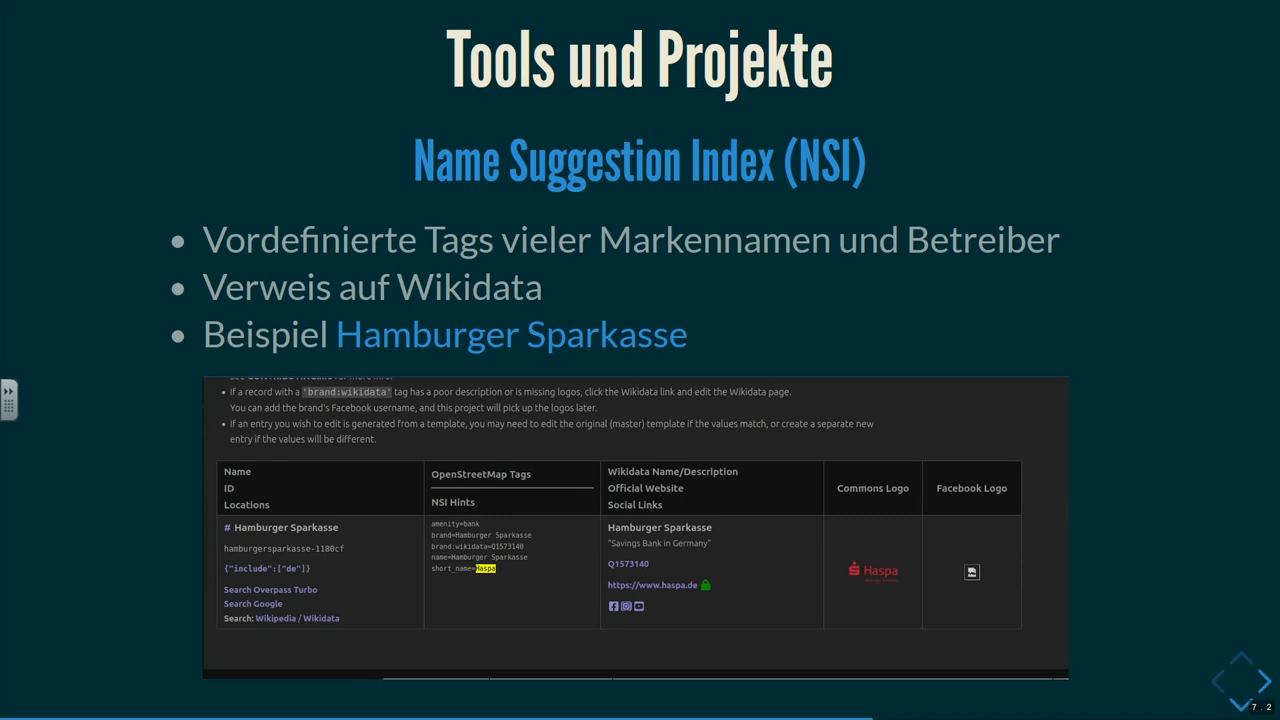 Tools und Projekte
Name Suggestion Index (NSI)
• Vordefinierte Tags vieler Markennamen und Betreiber
• Verweis auf Wikidata
• Beispiel Hamburger Sparkasse
• If a record with a 'brand:wikidata' tag has a poor description or is missing logos, click the Wikidata link and edit the Wikidata page.
You can add the brand's Facebook username, and this project will pick up the logos later.
• If an entry you wish to edit is generated from a template, you may need to edit the original (master) template if the values match, or create a separate new
entry if the values will be different.
Name
ID
Locations
OpenStreetMap Tags
NSI Hints
Wikidata Name/Description
Official Website
Social Links
Commons Logo
Facebook Logo
# Hamburger Sparkasse
hamburgersparkasse-1180cf
{"include":["de"]}
Search Overpass Turbo
Search Google
Search: Wikipedia / Wikidata
amenity=bank
brand=Hamburger Sparkasse
brand:wikidata=Q1573140
name=Hamburger Sparkasse
short_name=Haspa
Hamburger Sparkasse
"Savings Bank in Germany"
Q1573140
https://www.haspa.de
Haspa
7.2